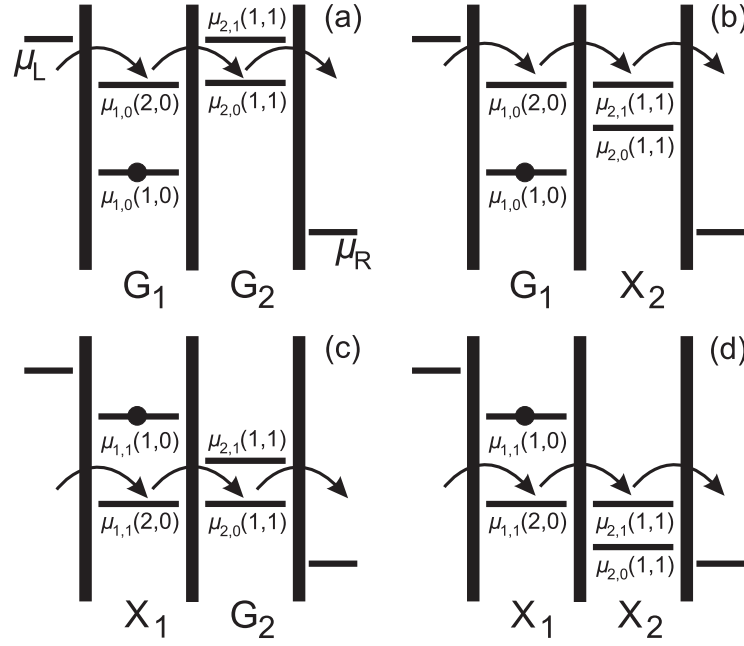 (a)
μ2,1(1,1)
μL
μ1,0(2,0)
μ2,0(1,1)
μ1,0(1,0)
μR
G1 G2
(b)
μ1,0(2,0)
μ2,1(1,1)
μ2,0(1,1)
μ1,0(1,0)
G1 X2
(c)
μ1,1(1,0)
μ2,1(1,1)
μ1,1(2,0)
μ2,0(1,1)
X1 G2
(d)
μ1,1(1,0)
μ1,1(2,0)
μ2,1(1,1)
μ2,0(1,1)
X1 X2